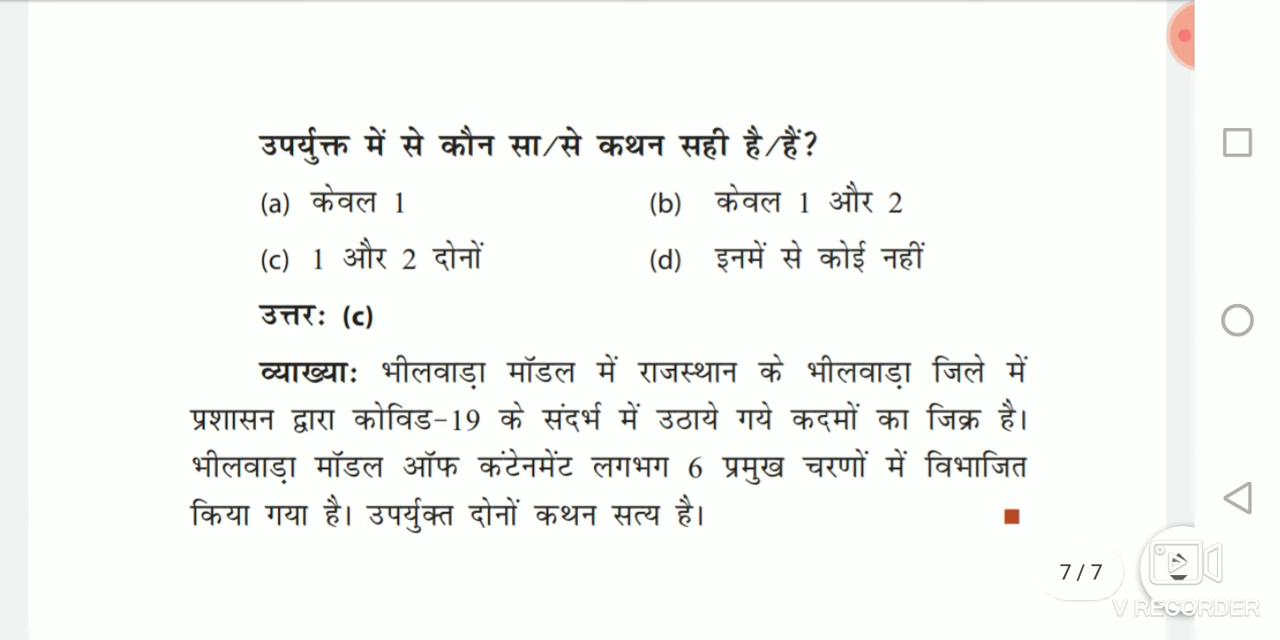 उपर्युक्त में से कौन सा/से कथन सही है/हैं?
(a) केवल 1 (b) केवल 1 और 2
(c) 1 और 2 दोनों (d) इनमें से कोई नहीं
उत्तरः (c)
व्याख्याः भीलवाड़ा मॉडल में राजस्थान के भीलवाड़ा जिले में
प्रशासन द्वारा कोविड-19 के संदर्भ में उठाये गये कदमों का जिक्र है।
भीलवाड़ा मॉडल ऑफ कंटेनमेंट लगभग 6 प्रमुख चरणों में विभाजित
किया गया है। उपर्युक्त दोनों कथन सत्य है।
7/7
V RECORDER